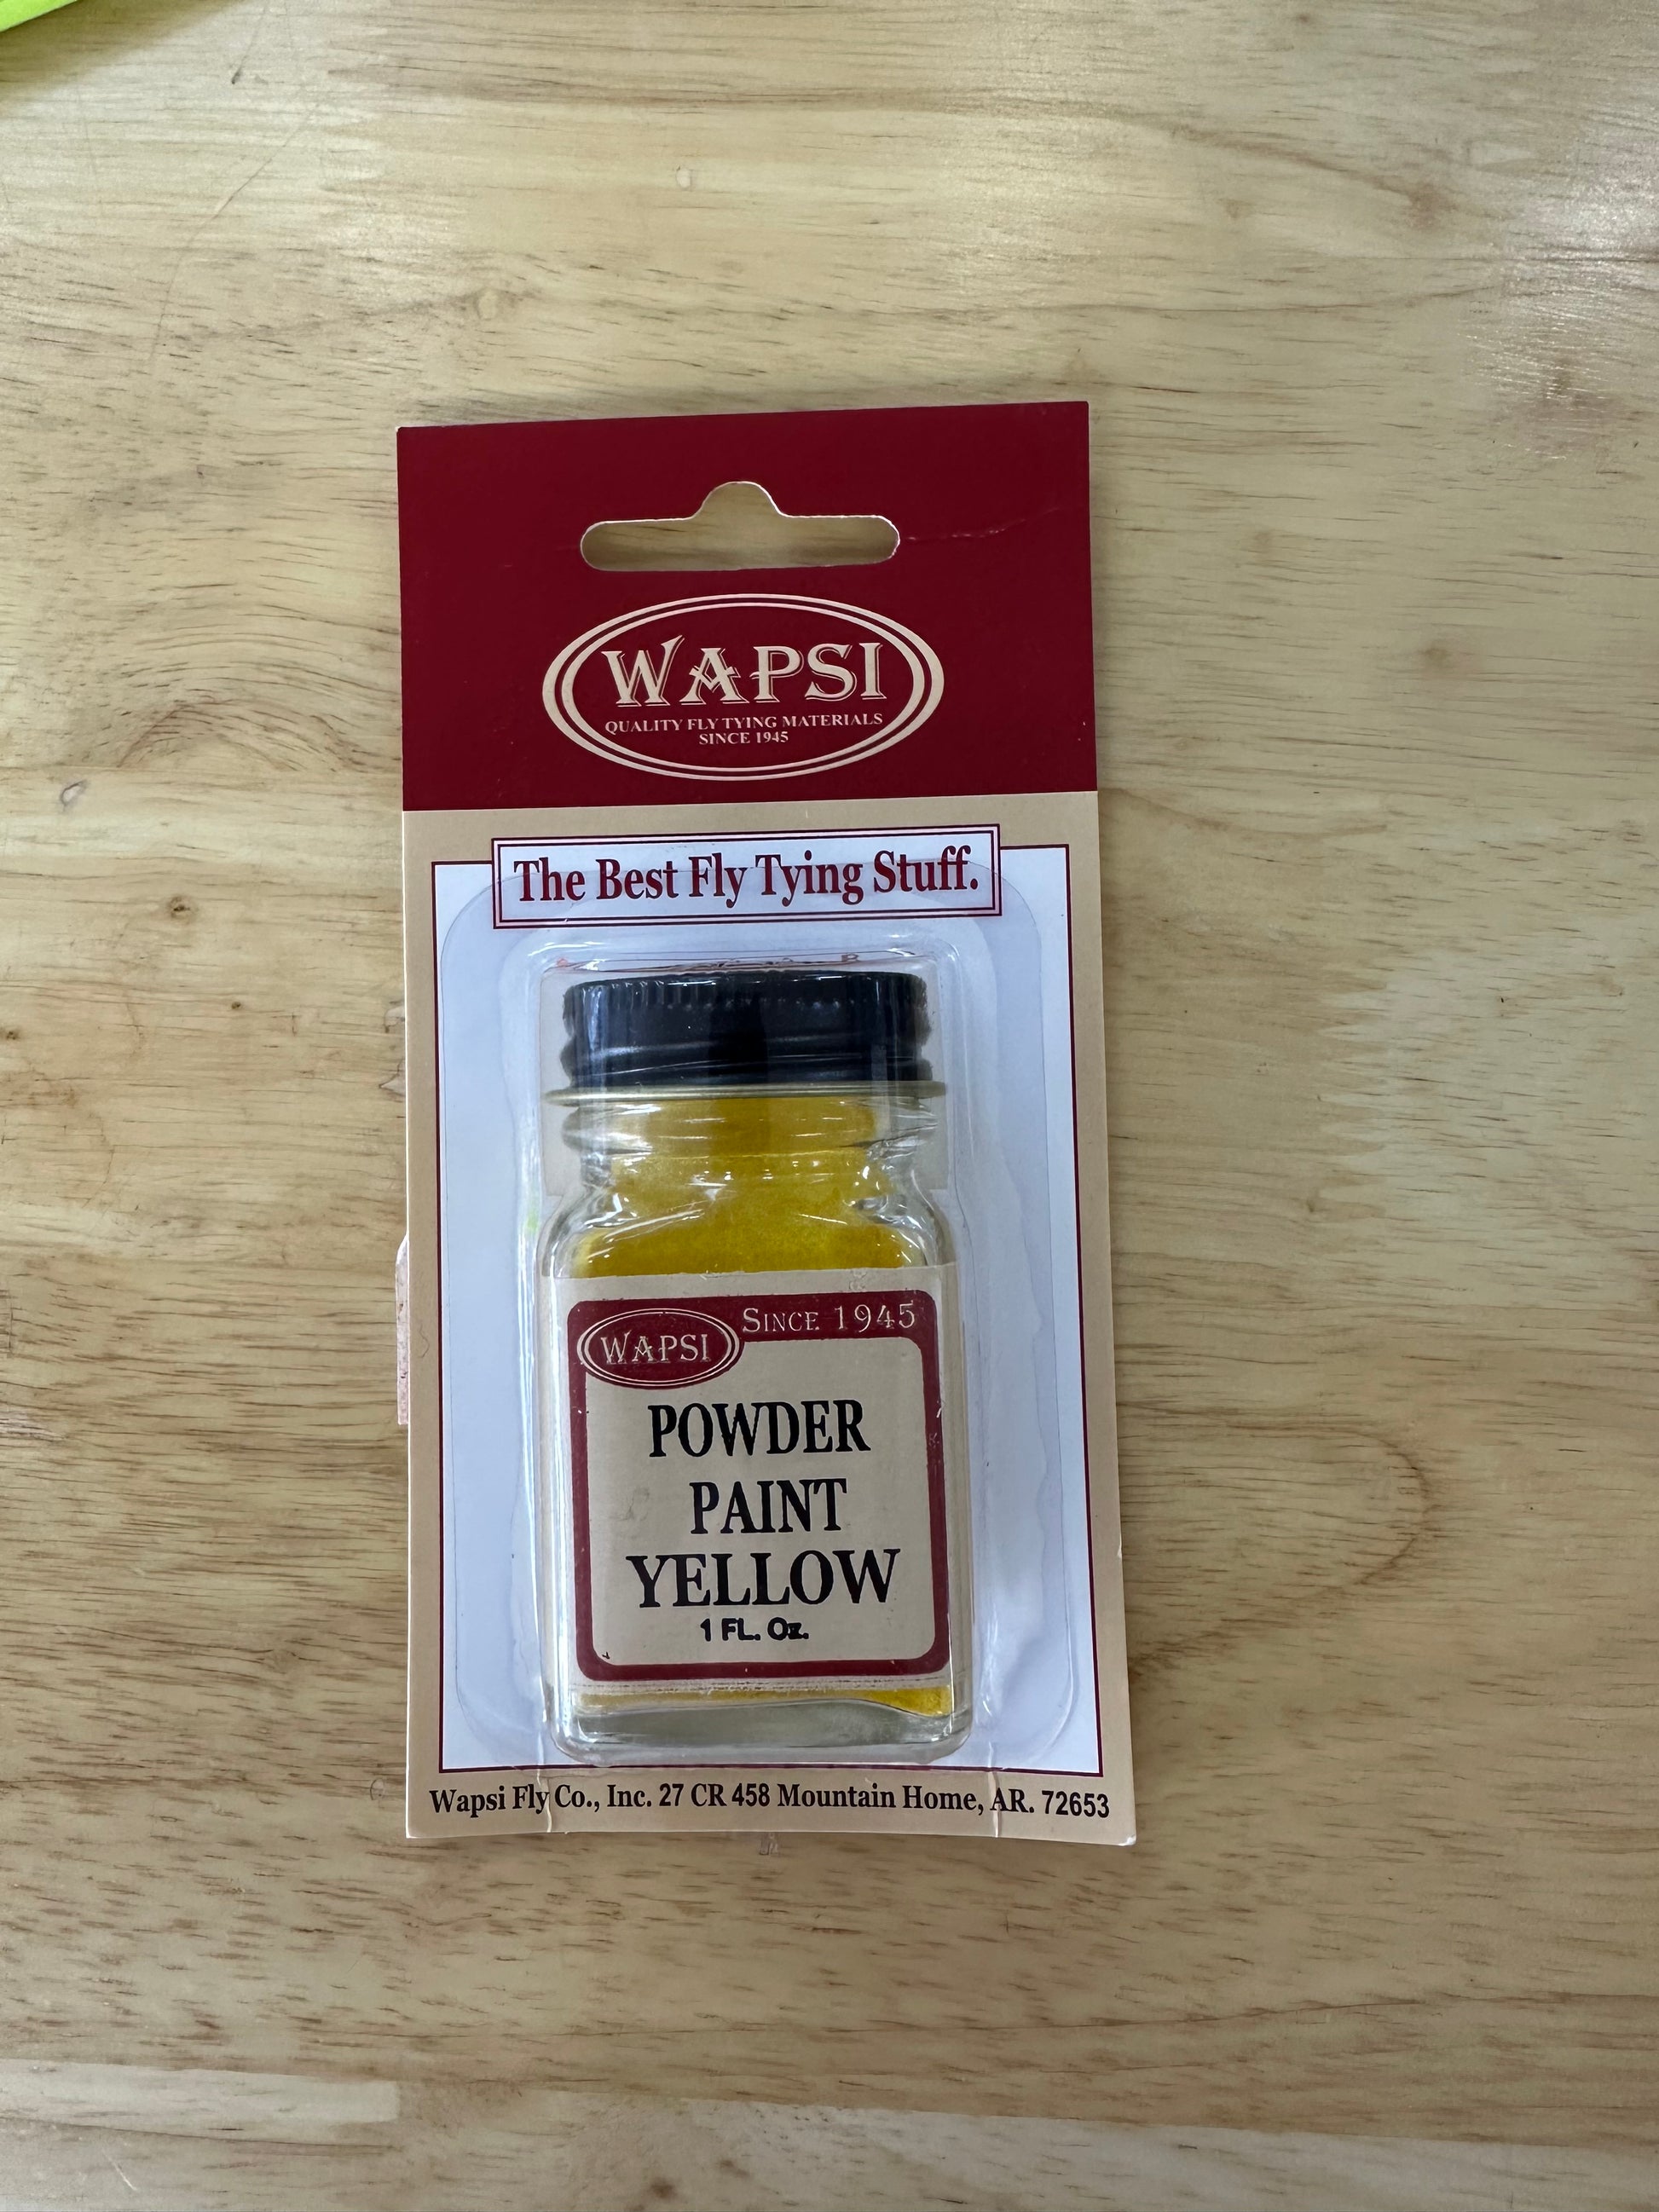 WAPSI
QUALITY FLY TYING MATERIALS
SINCE 1945
The Best Fly Tying Stuff.
SINCE 1945
WAPSI
POWDER
PAINT
YELLOW
1 FL. Oz.
Wapsi Fly Co., Inc. 27 CR 458 Mountain Home, AR. 72653